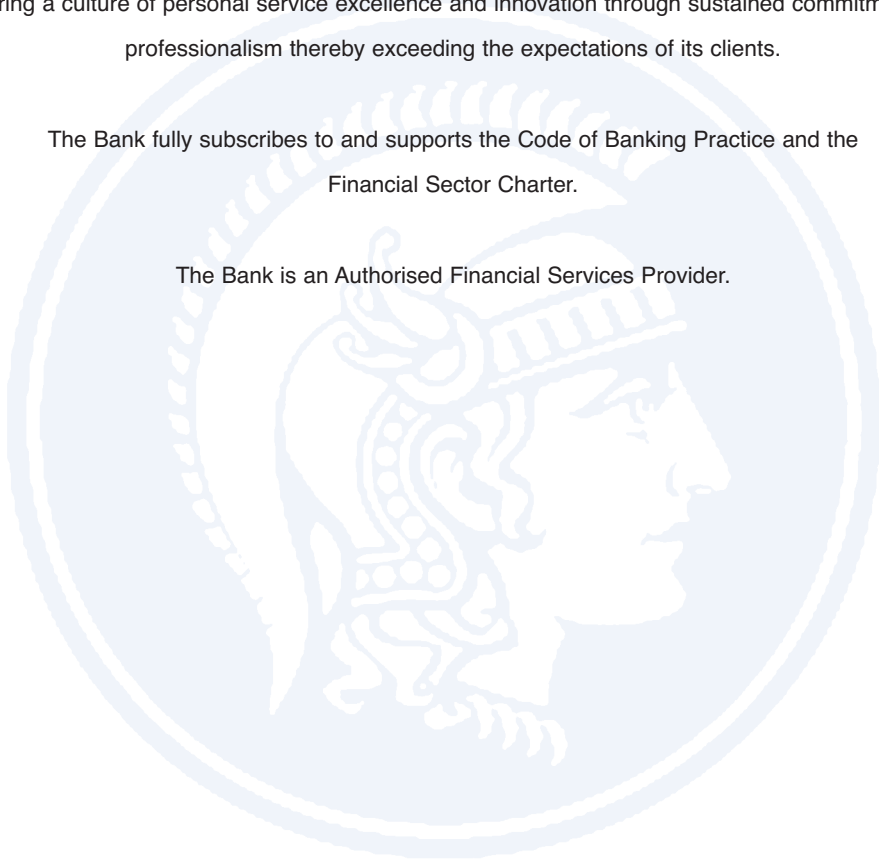 ring a culture of personal service excellence and innovation through sustained commitm
professionalism thereby exceeding the expectations of its clients.
The Bank fully subscribes to and supports the Code of Banking Practice and the
Financial Sector Charter.
The Bank is an Authorised Financial Services Provider.